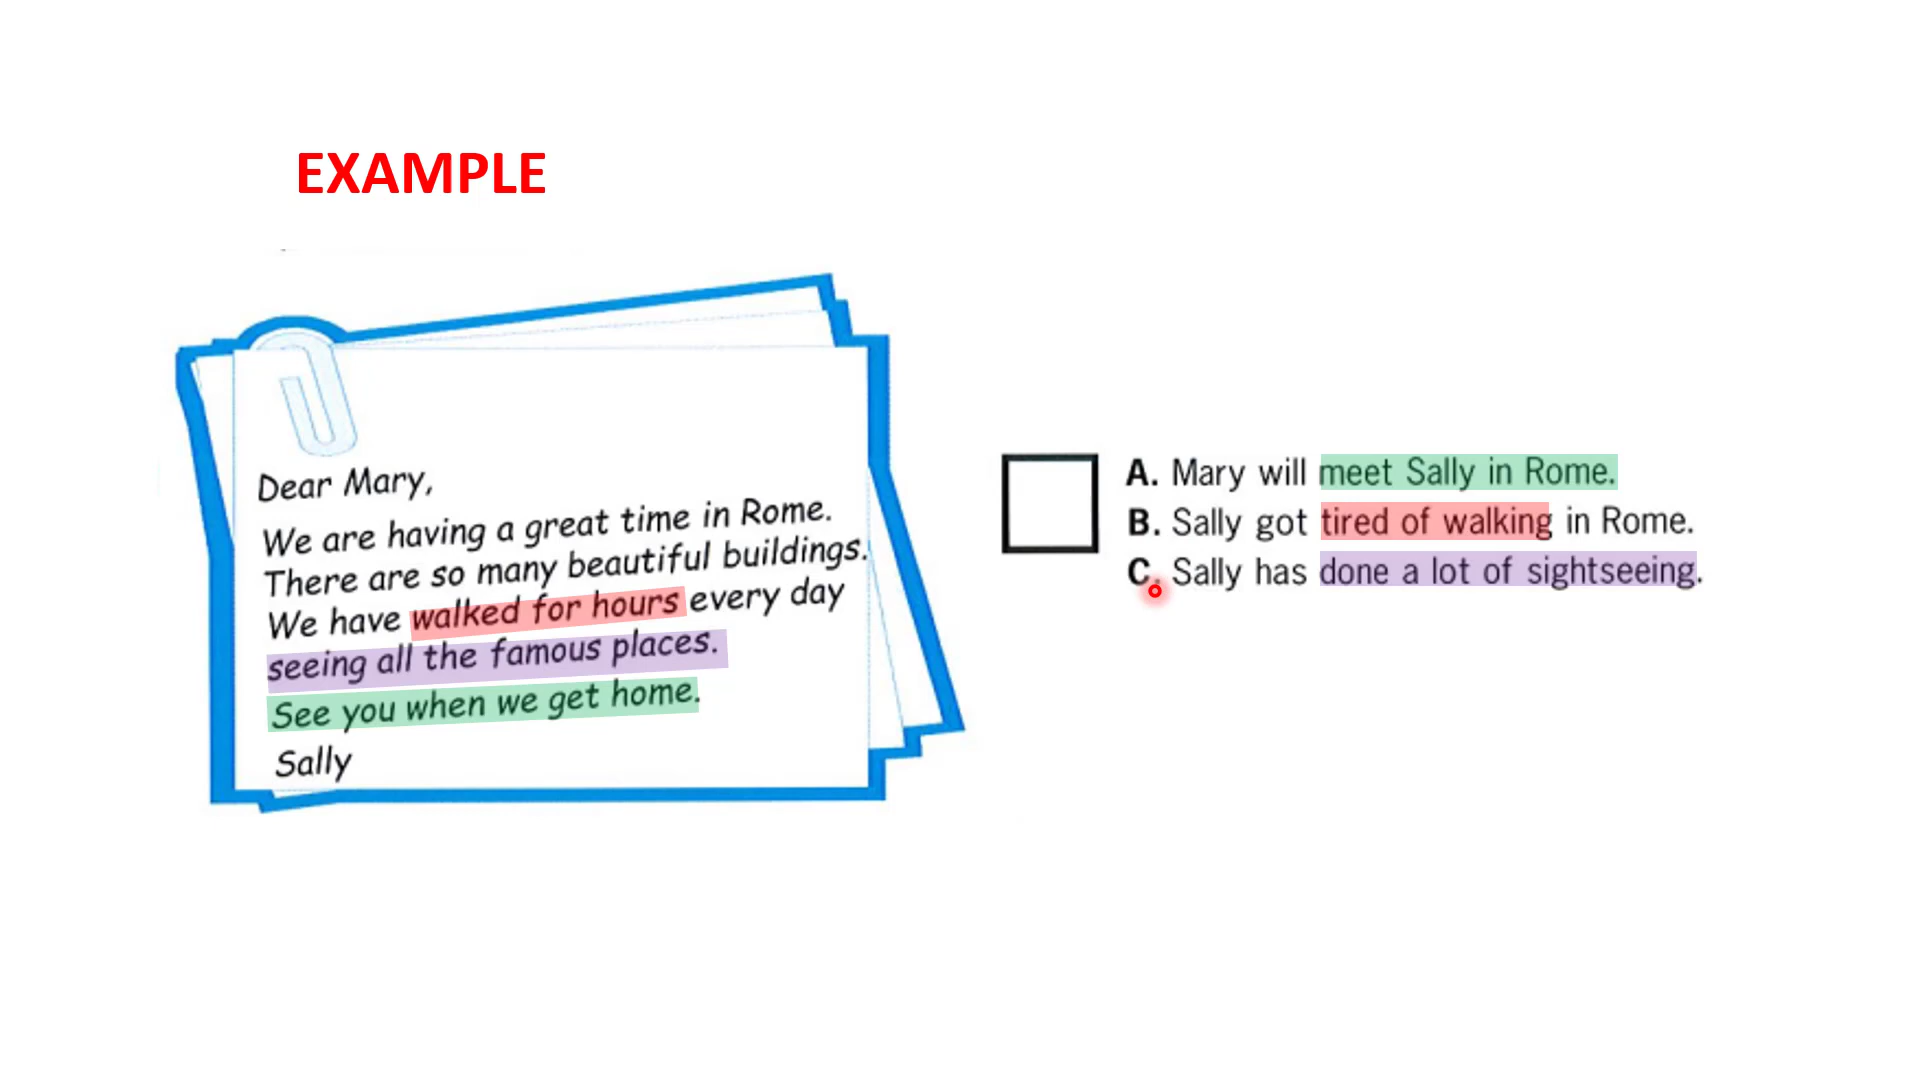 EXAMPLE
Dear Mary,
We are having a great time in Rome.
There are so many beautiful buildings.
We have walked for hours every day
seeing all the famous places.
See you when we get home.
Sally
A. Mary will meet Sally in Rome.
B. Sally got tired of walking in Rome.
C. Sally has done a lot of sightseeing.